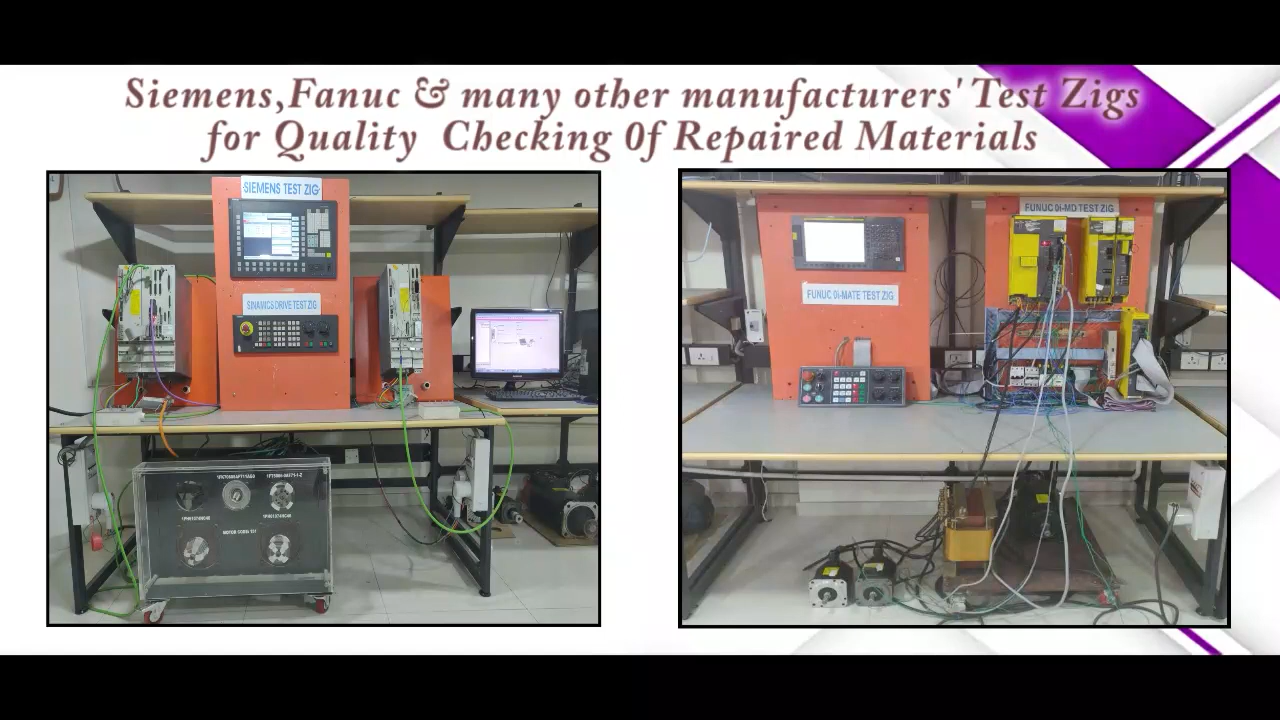 Siemens,Fanuc & many other manufacturers' Test Zigs
for Quality Checking 0f Repaired Materials
SIEMENS TEST ZIG
SINAMICS DRIVE TEST ZIG
FUNUC 0i-MATE TEST ZIG
FUNUC 0i-MD TEST ZIG